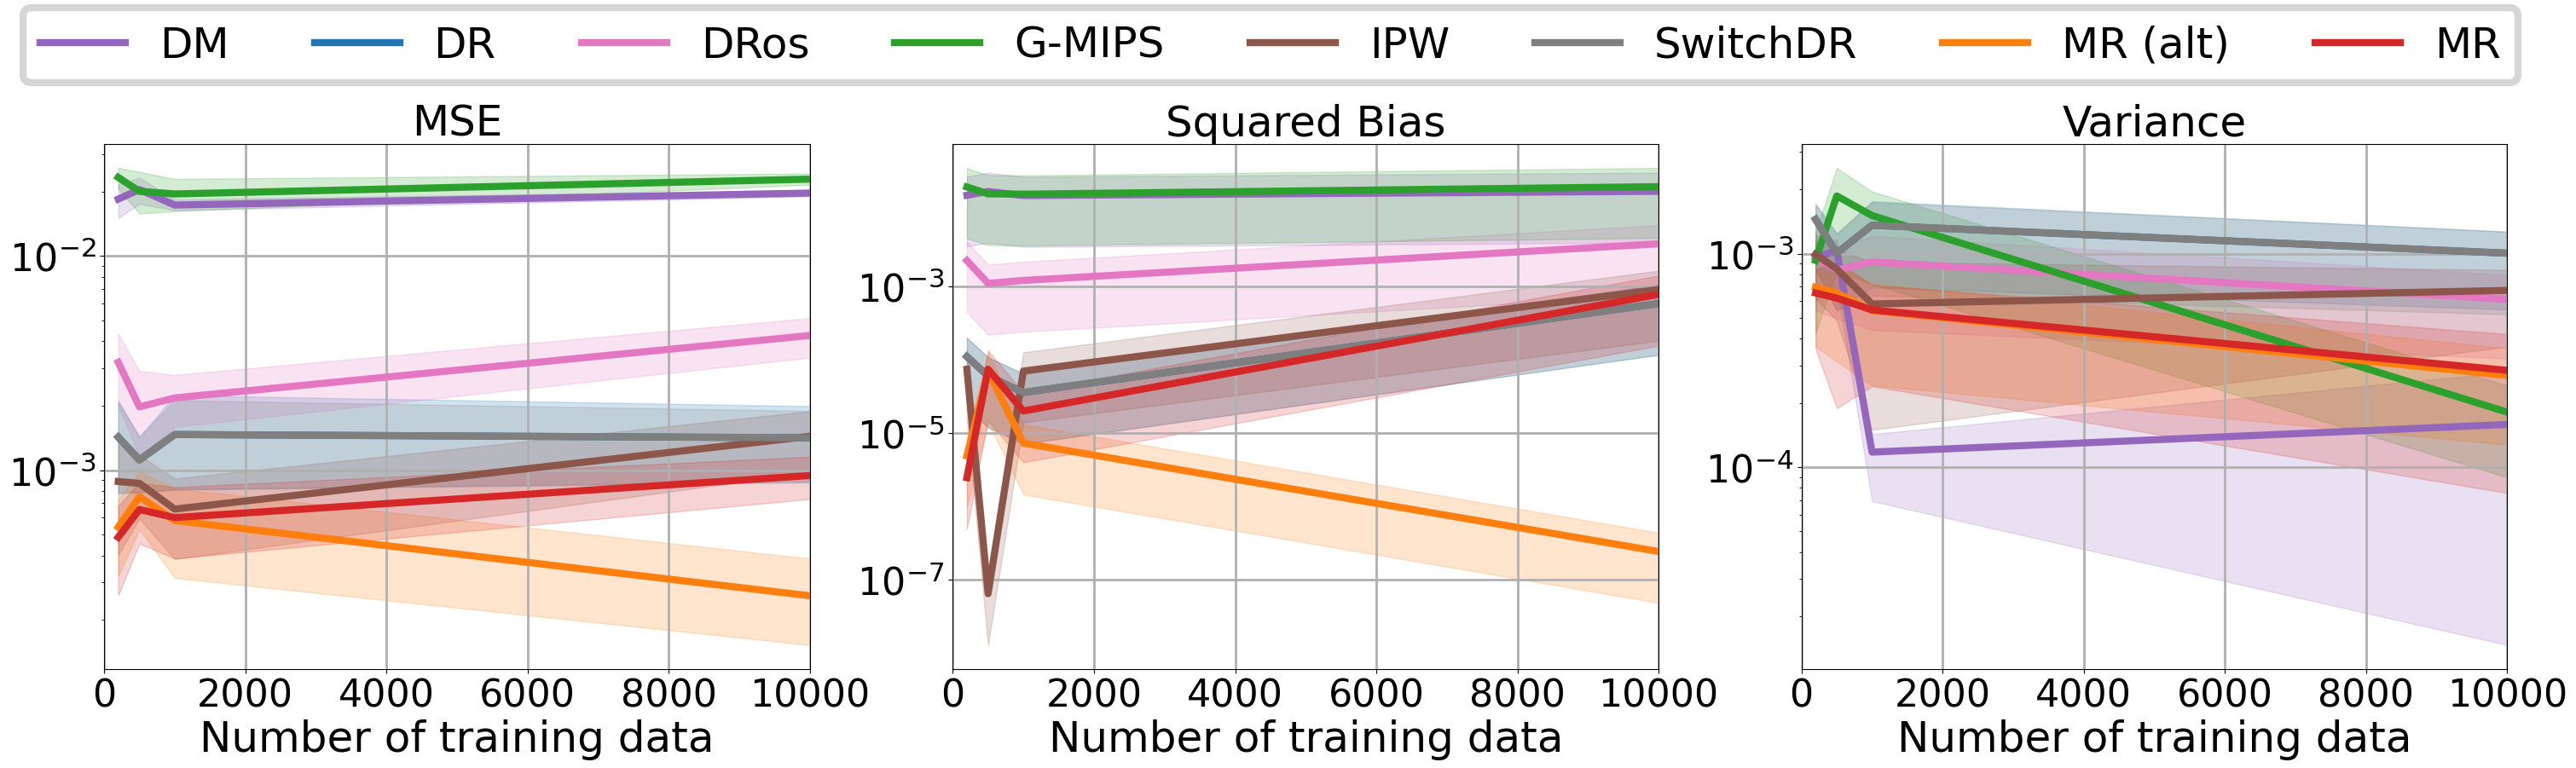 DM DR DRos G-MIPS IPW SwitchDR MR (alt) MR
MSE
10⁻²
10⁻³
0 2000 4000 6000 8000 10000
Number of training data
Squared Bias
10⁻³
10⁻⁵
10⁻⁷
0 2000 4000 6000 8000 10000
Number of training data
Variance
10⁻³
10⁻⁴
0 2000 4000 6000 8000 10000
Number of training data